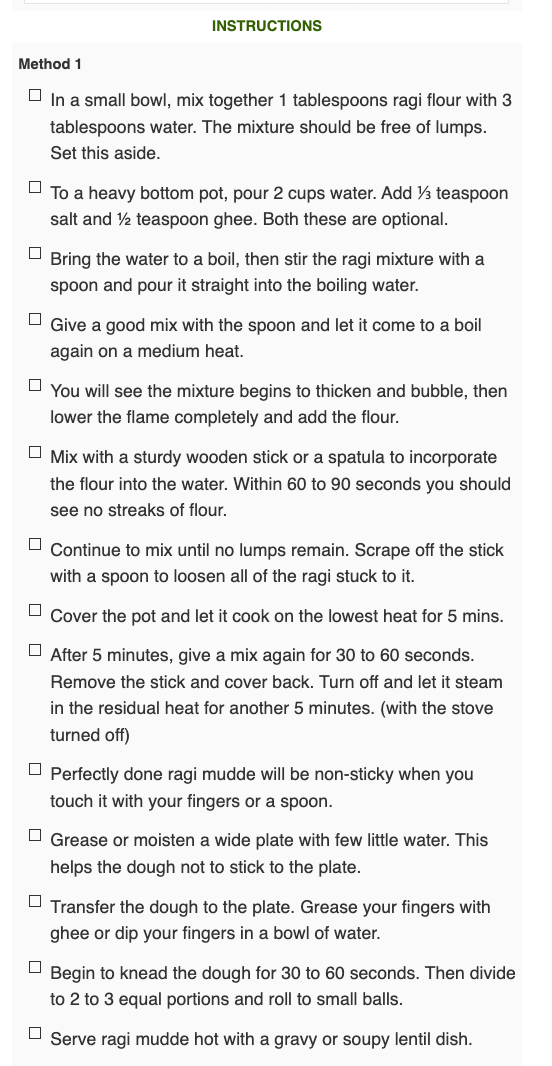 INSTRUCTIONS
Method 1
In a small bowl, mix together 1 tablespoons ragi flour with 3
tablespoons water. The mixture should be free of lumps.
Set this aside.
To a heavy bottom pot, pour 2 cups water. Add ⅓ teaspoon
salt and ½ teaspoon ghee. Both these are optional.
Bring the water to a boil, then stir the ragi mixture with a
spoon and pour it straight into the boiling water.
Give a good mix with the spoon and let it come to a boil
again on a medium heat.
You will see the mixture begins to thicken and bubble, then
lower the flame completely and add the flour.
Mix with a sturdy wooden stick or a spatula to incorporate
the flour into the water. Within 60 to 90 seconds you should
see no streaks of flour.
Continue to mix until no lumps remain. Scrape off the stick
with a spoon to loosen all of the ragi stuck to it.
Cover the pot and let it cook on the lowest heat for 5 mins.
After 5 minutes, give a mix again for 30 to 60 seconds.
Remove the stick and cover back. Turn off and let it steam
in the residual heat for another 5 minutes. (with the stove
turned off)
Perfectly done ragi mudde will be non-sticky when you
touch it with your fingers or a spoon.
Grease or moisten a wide plate with few little water. This
helps the dough not to stick to the plate.
Transfer the dough to the plate. Grease your fingers with
ghee or dip your fingers in a bowl of water.
Begin to knead the dough for 30 to 60 seconds. Then divide
to 2 to 3 equal portions and roll to small balls.
Serve ragi mudde hot with a gravy or soupy lentil dish.